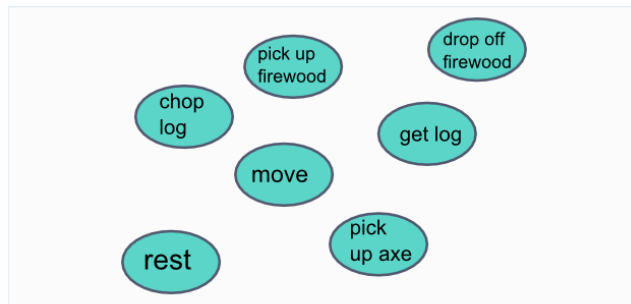 pick up
firewood
drop off
firewood
chop
log
get log
move
pick
up axe
rest